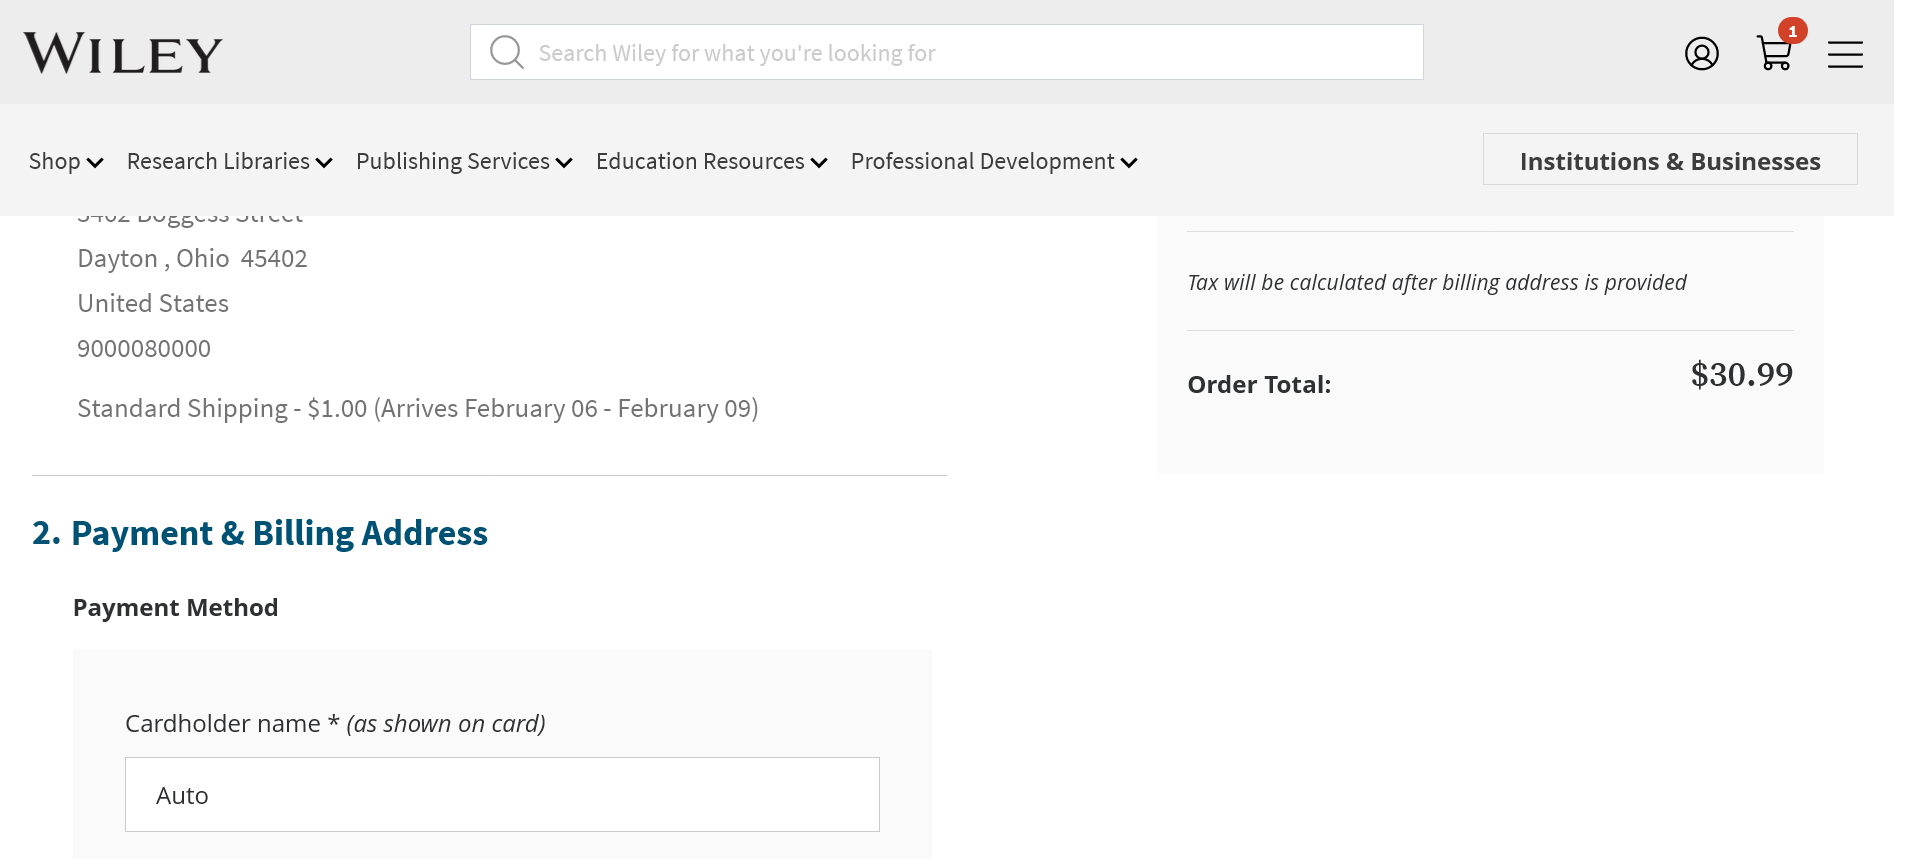 WILEY
Search Wiley for what you're looking for
1
Shop
Research Libraries
Publishing Services
Education Resources
Professional Development
Institutions & Businesses
Street
Dayton , Ohio 45402
United States
9000080000
Standard Shipping - $1.00 (Arrives February 06 - February 09)
Tax will be calculated after billing address is provided
Order Total:
$30.99
2. Payment & Billing Address
Payment Method
Cardholder name * (as shown on card)
Auto